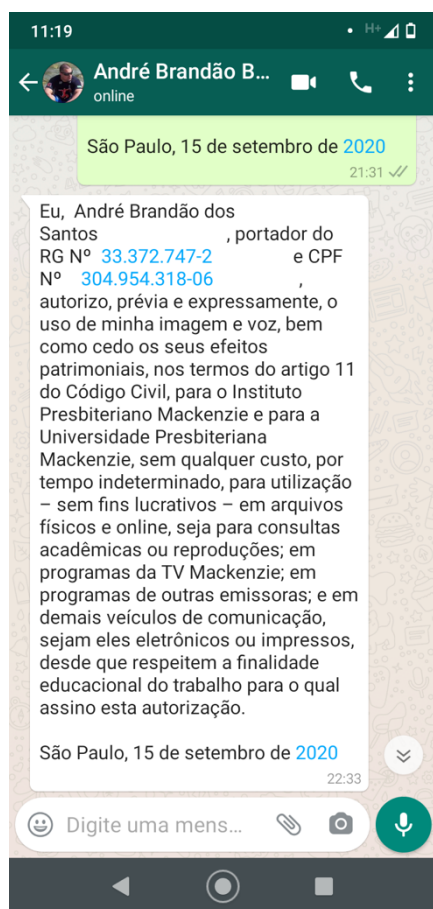 11:19
H+
André Brandão B...
online
São Paulo, 15 de setembro de 2020
21:31
Eu,  André Brandão dos
Santos , portador do
RG Nº 33.372.747-2 e CPF
Nº 304.954.318-06 ,
autorizo, prévia e expressamente, o
uso de minha imagem e voz, bem
como cedo os seus efeitos
patrimoniais, nos termos do artigo 11
do Código Civil, para o Instituto
Presbiteriano Mackenzie e para a
Universidade Presbiteriana
Mackenzie, sem qualquer custo, por
tempo indeterminado, para utilização
– sem fins lucrativos – em arquivos
físicos e online, seja para consultas
acadêmicas ou reproduções; em
programas da TV Mackenzie; em
programas de outras emissoras; e em
demais veículos de comunicação,
sejam eles eletrônicos ou impressos,
desde que respeitem a finalidade
educacional do trabalho para o qual
assino esta autorização.
São Paulo, 15 de setembro de 2020
22:33
Digite uma mens...